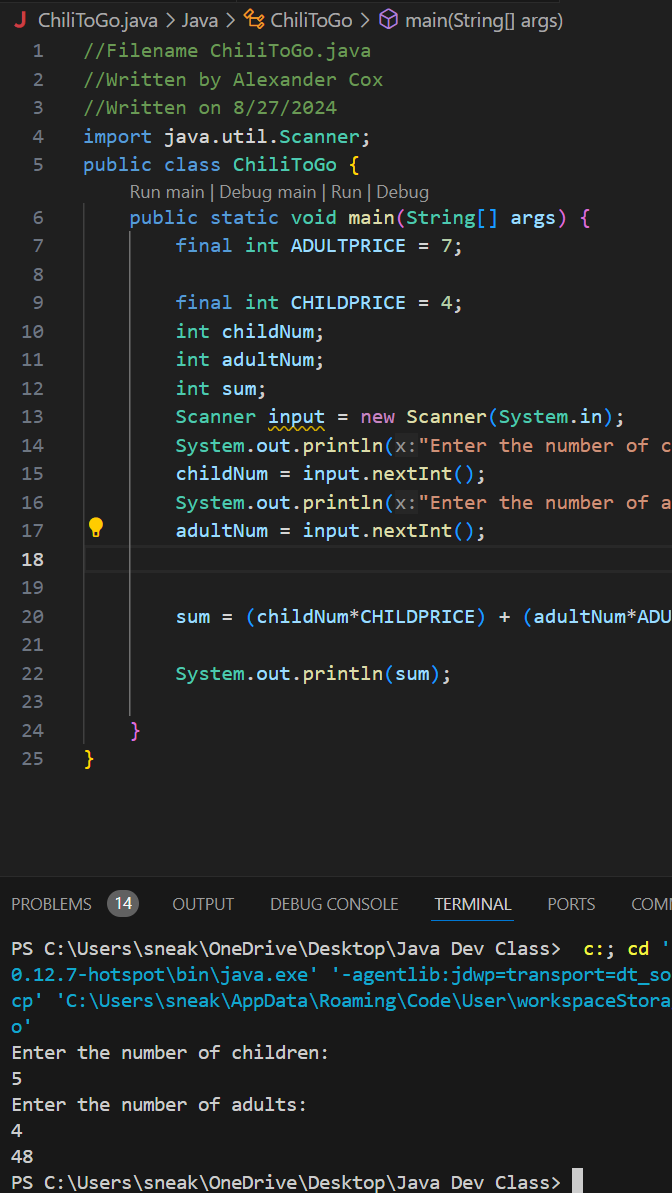 J ChiliToGo.java > Java > ChiliToGo > main(String[] args)
1 //Filename ChiliToGo.java
2 //Written by Alexander Cox
3 //Written on 8/27/2024
4 import java.util.Scanner;
5 public class ChiliToGo {
Run main | Debug main | Run | Debug
6 public static void main(String[] args) {
7 final int ADULTPRICE = 7;
8
9 final int CHILDPRICE = 4;
10 int childNum;
11 int adultNum;
12 int sum;
13 Scanner input = new Scanner(System.in);
14 System.out.println(x:"Enter the number of c
15 childNum = input.nextInt();
16 System.out.println(x:"Enter the number of a
17 adultNum = input.nextInt();
18
19
20 sum = (childNum*CHILDPRICE) + (adultNum*ADU
21
22 System.out.println(sum);
23
24 }
25 }
PROBLEMS 14 OUTPUT DEBUG CONSOLE TERMINAL PORTS COMM
PS C:\Users\sneak\OneDrive\Desktop\Java Dev Class> c:; cd '
0.12.7-hotspot\bin\java.exe' '-agentlib:jdwp=transport=dt_so
cp' 'C:\Users\sneak\AppData\Roaming\Code\User\workspaceStora
o'
Enter the number of children:
5
Enter the number of adults:
4
48
PS C:\Users\sneak\OneDrive\Desktop\Java Dev Class>